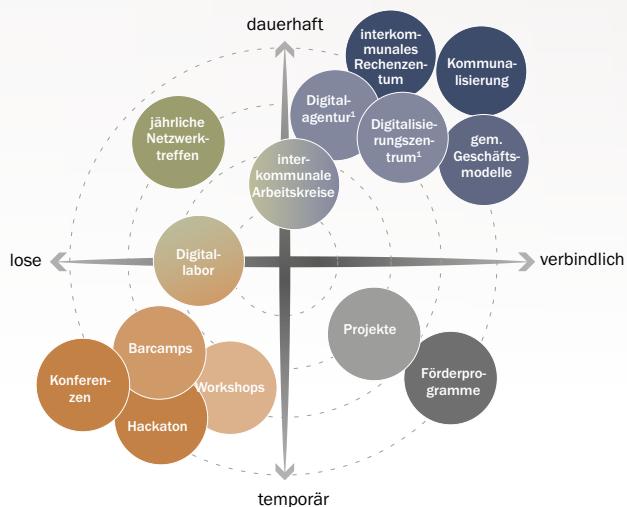 dauerhaft
interkom-
munales
Rechenzen-
tum
Kommuna-
lisierung
Digital-
agentur¹
jährliche
Netzwerk-
treffen
Digitalisie-
rungszen-
trum¹
gem.
Geschäfts-
modelle
inter-
kommunale
Arbeitskreise
lose
Digital-
labor
verbindlich
Projekte
Barcamps
Förderpro-
gramme
Konferen-
zen
Workshops
Hackaton
temporär